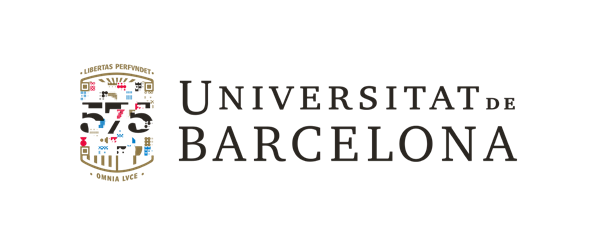 · LIBERTAS PERFVNDET ·
575
· OMNIA LVCE ·
UNIVERSITAT DE
BARCELONA